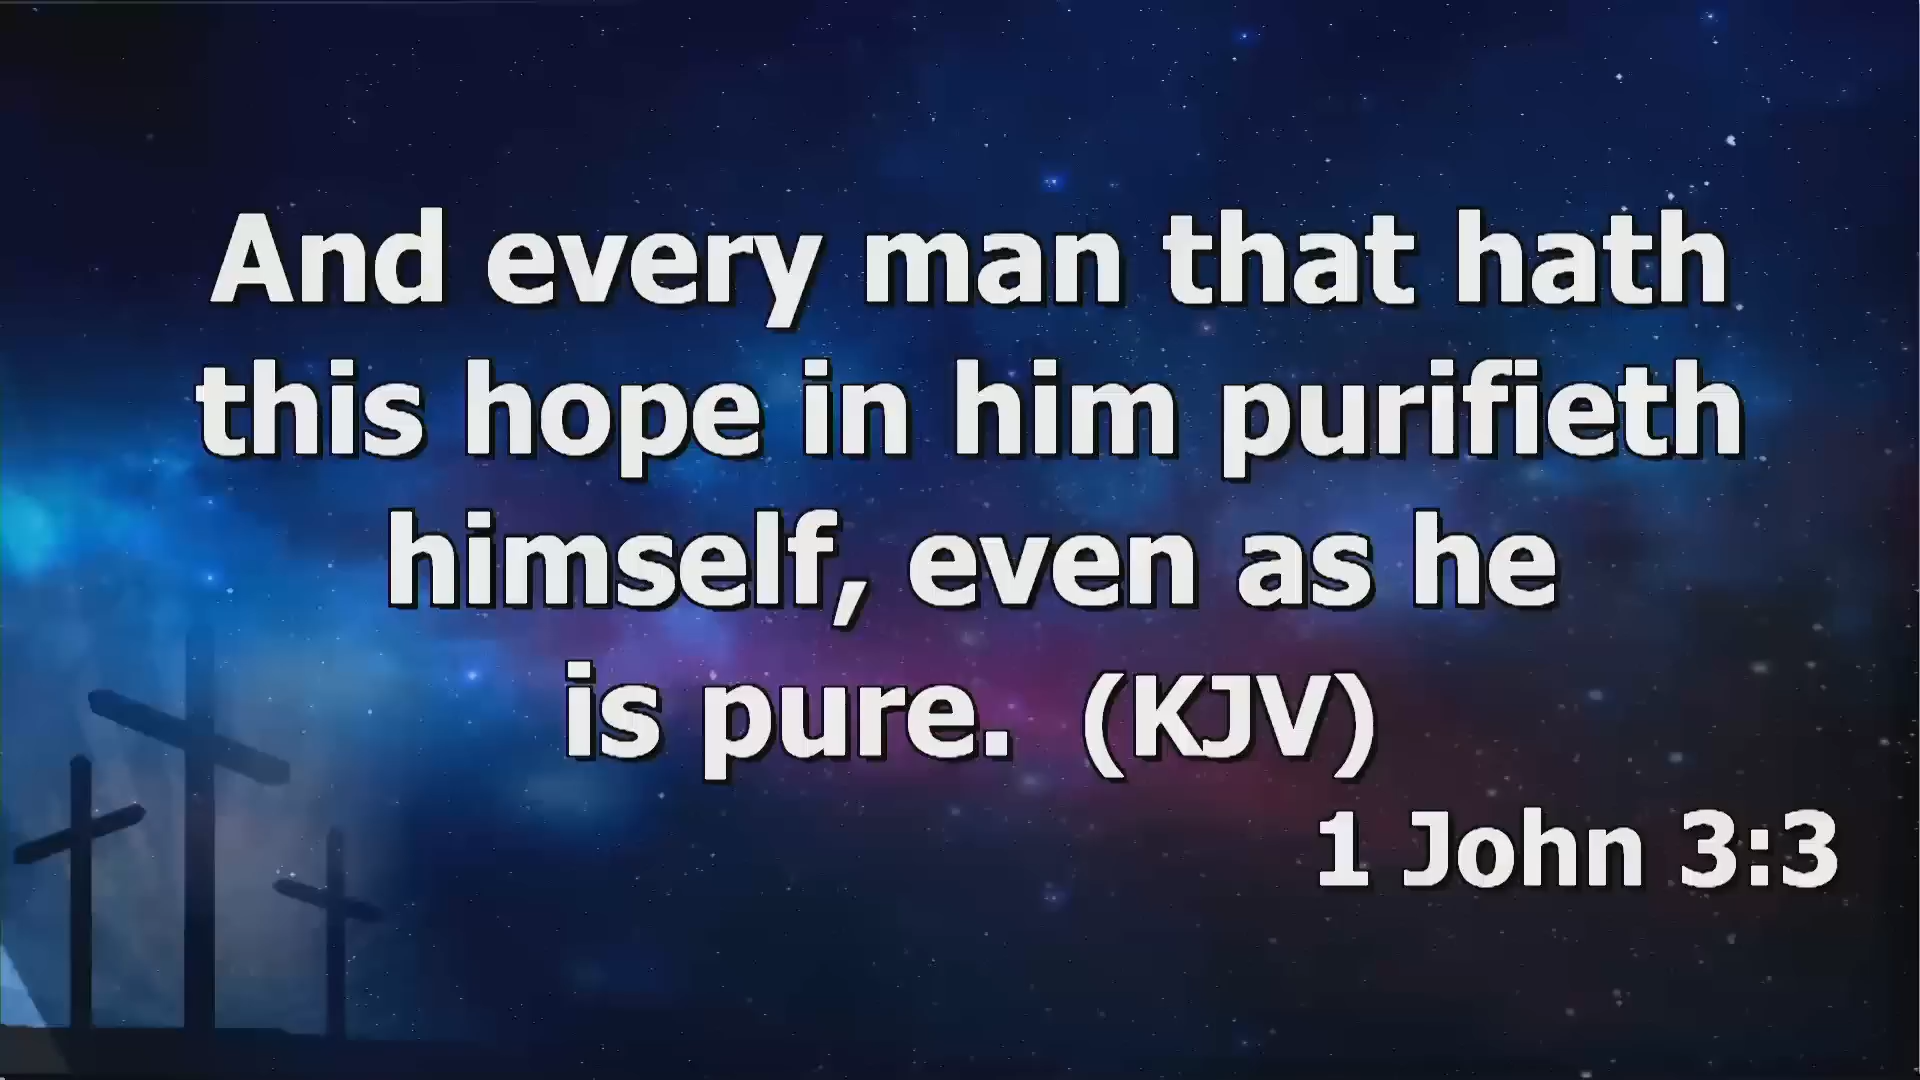 And every man that hath
this hope in him purifieth
himself, even as he
is pure.  (KJV)
1 John 3:3